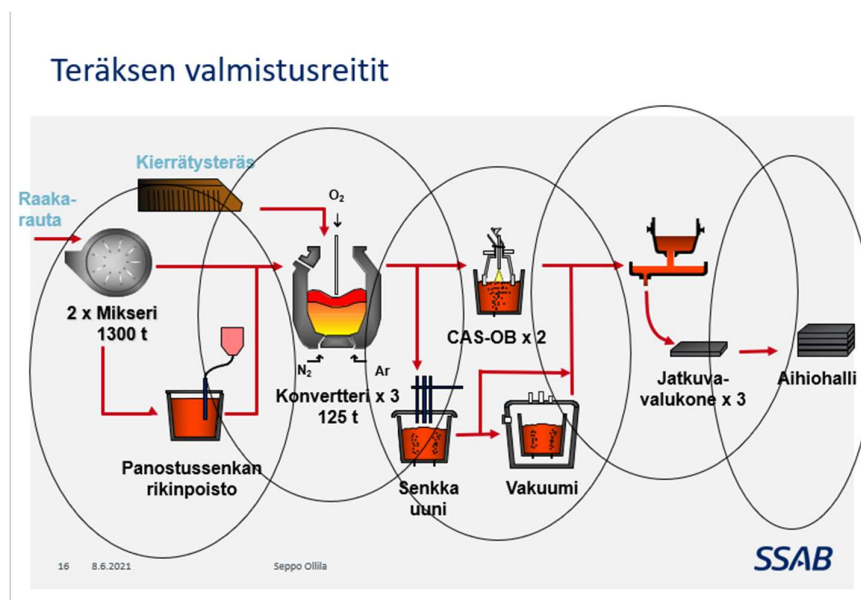 Teräksen valmistusreitit
Kierrätysteräs
Raaka-
rauta
O₂
2 x Mikseri
1300 t
CAS-OB x 2
N₂
Ar
Konvertteri x 3
125 t
Jatkuva-
valukone x 3
Aihiohalli
Panostussenkan
rikinpoisto
Senkka
uuni
Vakuumi
16 8.6.2021 Seppo Ollila
SSAB